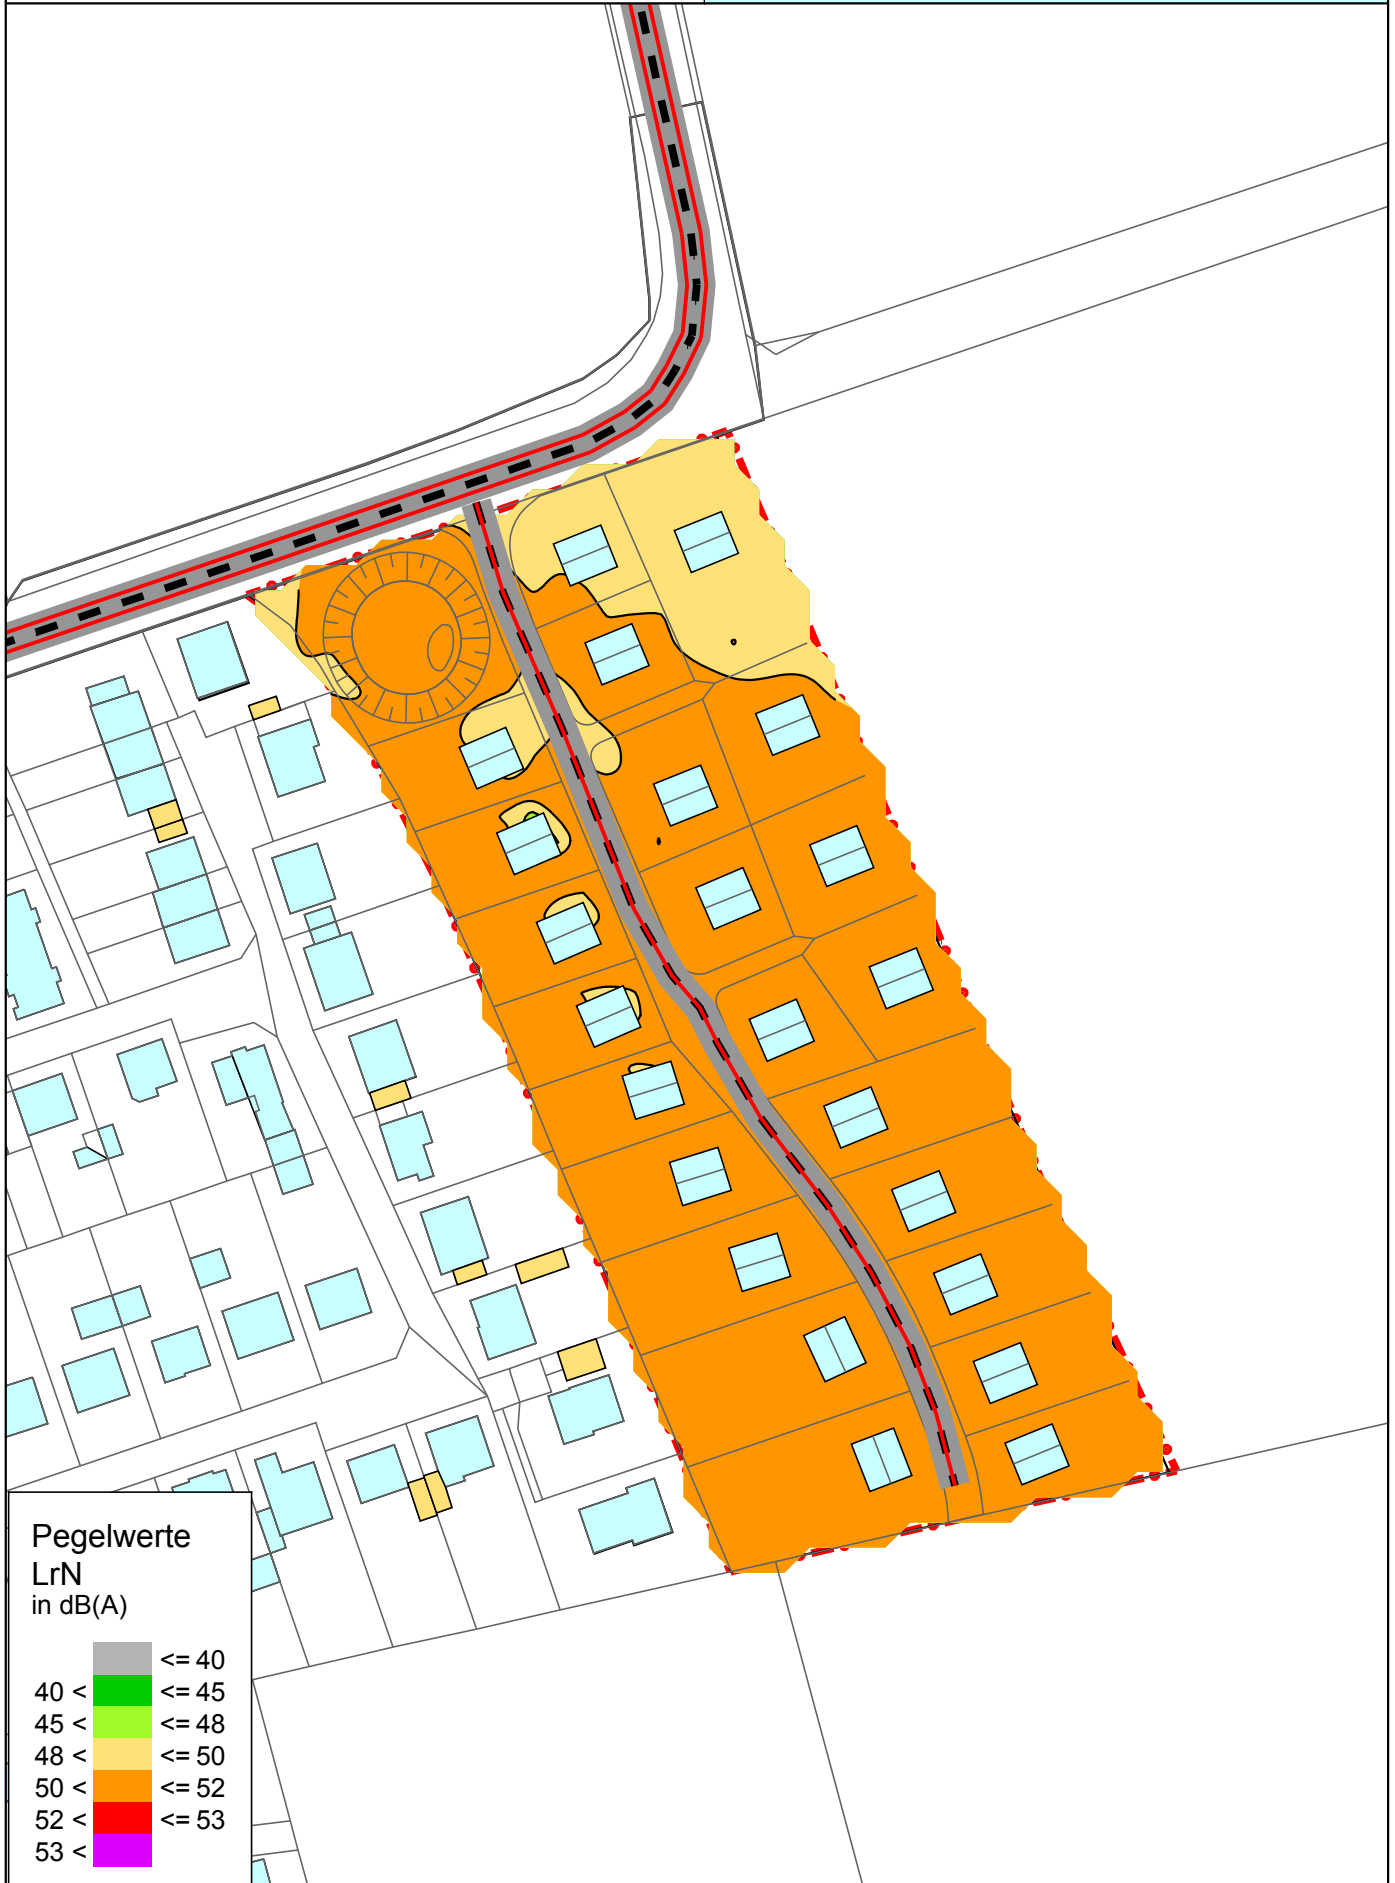 Pegelwerte
LrN
in dB(A)
<= 40
40 < <= 45
45 < <= 48
48 < <= 50
50 < <= 52
52 < <= 53
53 <